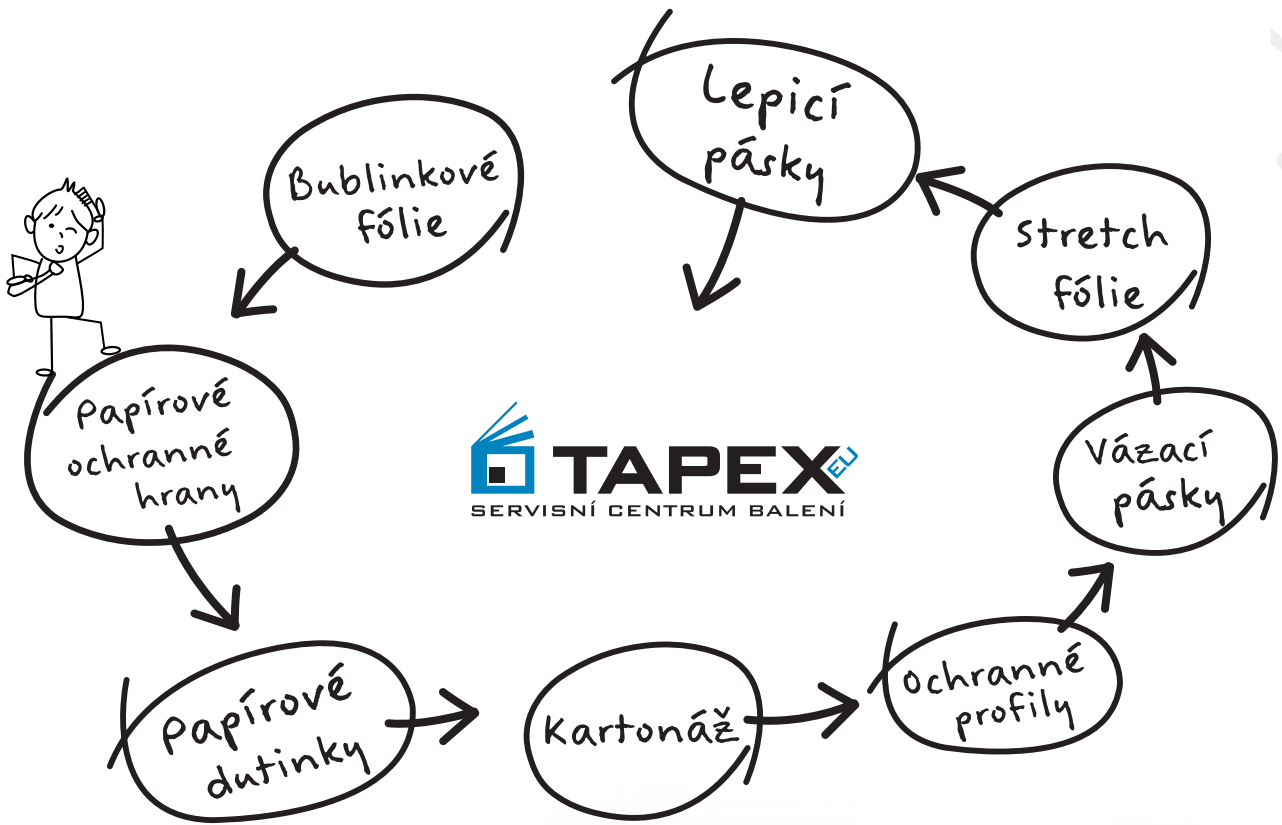 Lepicí
pásky
Bublinkové
fólie
stretch
fólie
Papírové
ochranné
hrany
Vázací
pásky
TAPEX EU
SERVISNÍ CENTRUM BALENÍ
Papírové
dutinky
Kartonáž
ochranné
profily